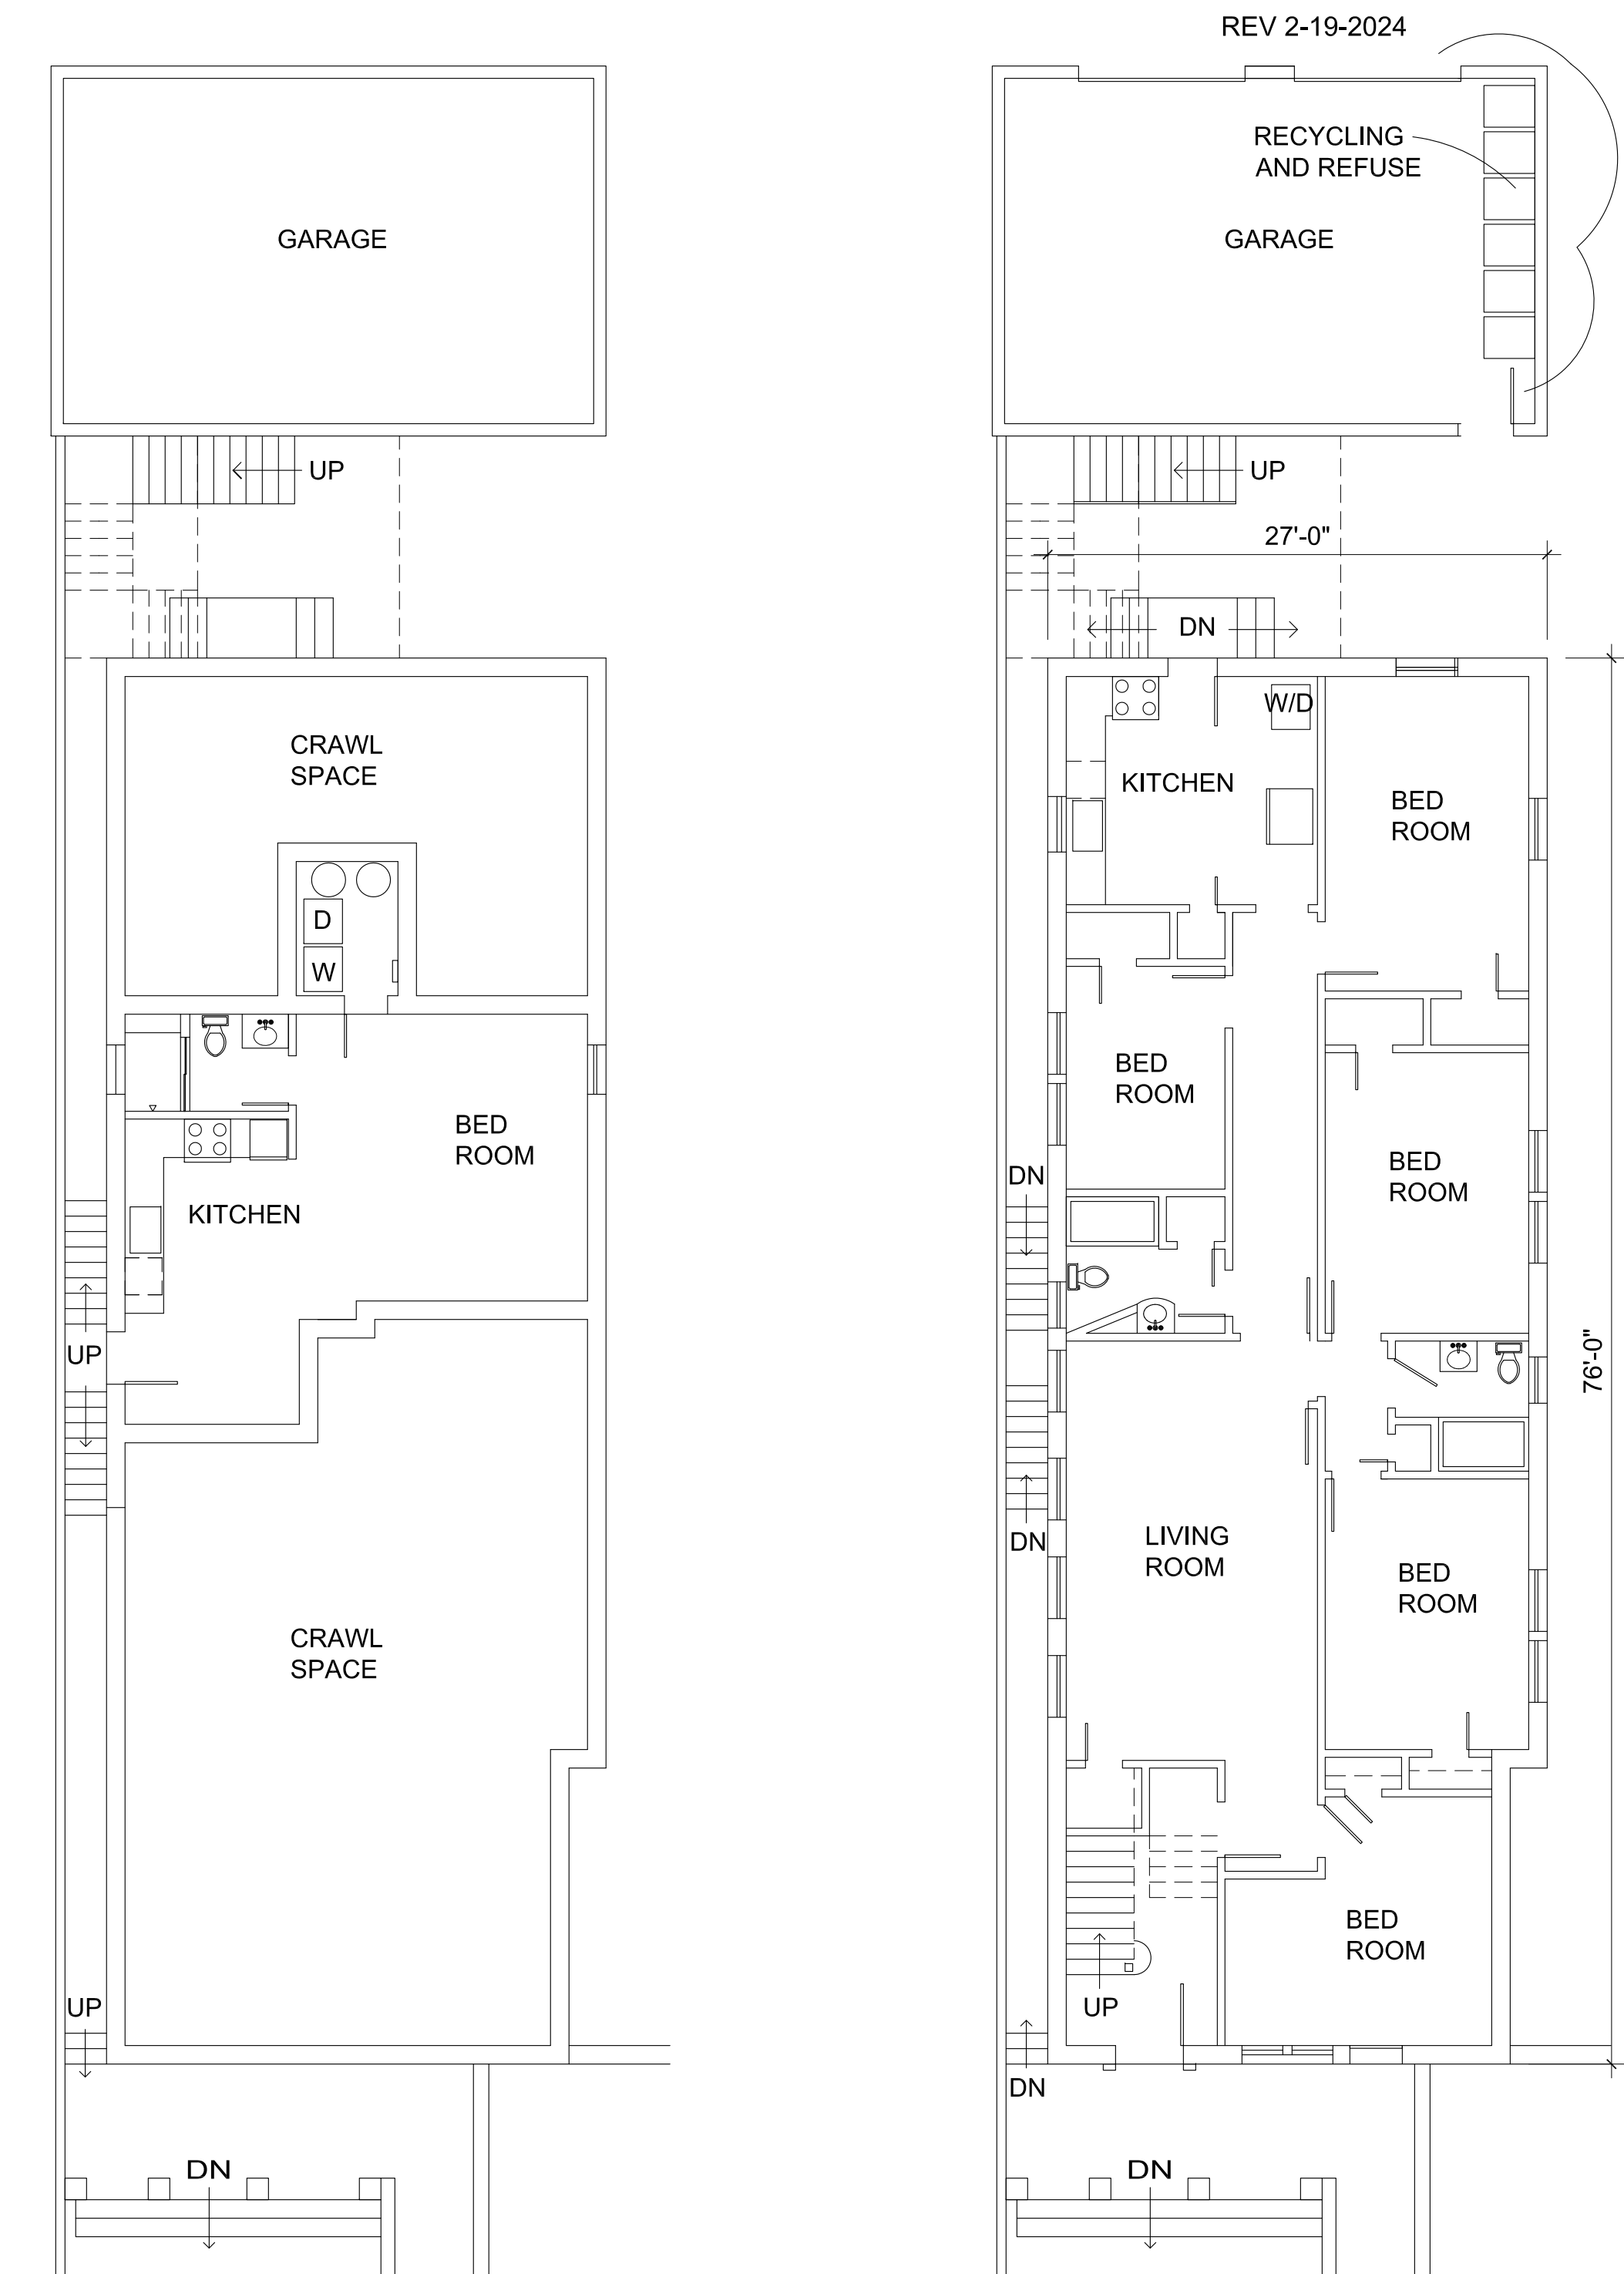 REV 2-19-2024
GARAGE
UP
CRAWL
SPACE
D
W
BED
ROOM
KITCHEN
UP
CRAWL
SPACE
UP
DN
RECYCLING
AND REFUSE
GARAGE
UP
27'-0"
DN
W/D
KITCHEN
BED
ROOM
BED
ROOM
BED
ROOM
DN
76'-0"
DN
LIVING
ROOM
BED
ROOM
BED
ROOM
UP
DN
DN